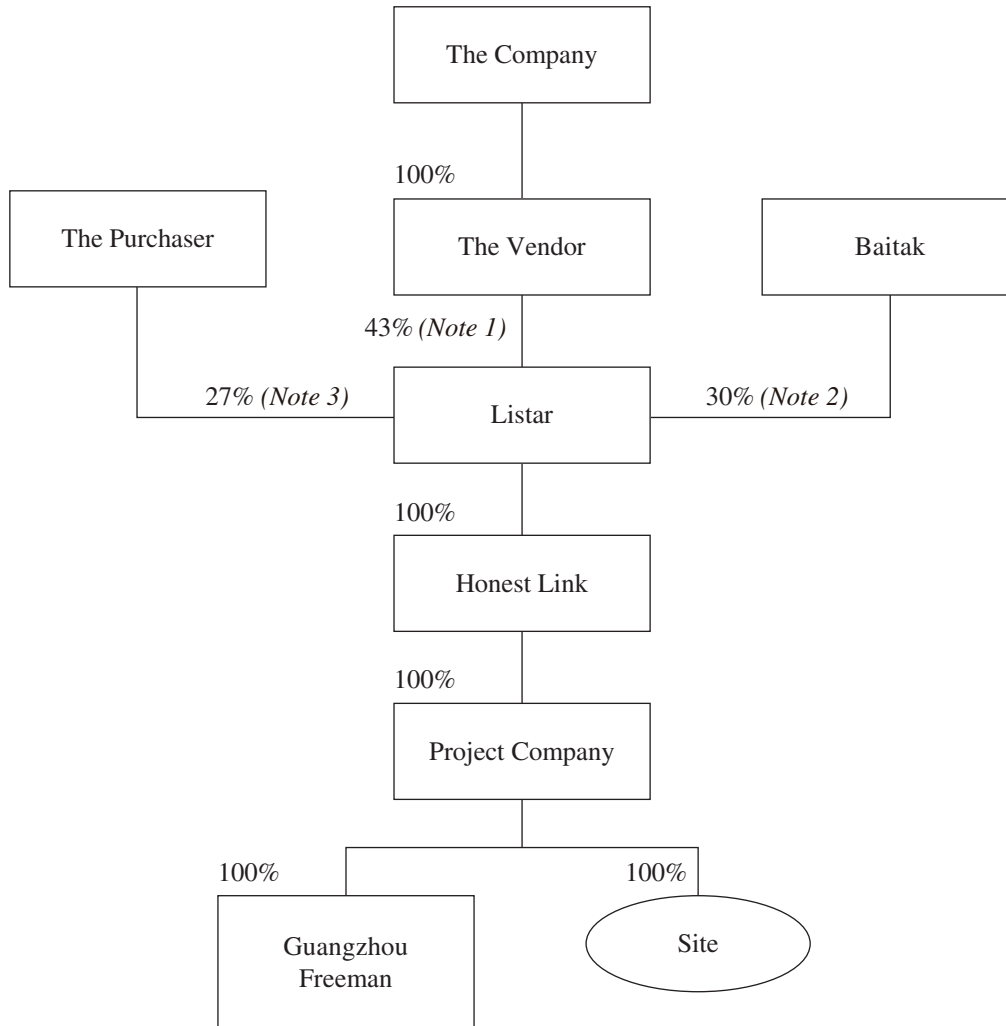 The Company
100%
The Purchaser
The Vendor
Baitak
43% (Note 1)
27% (Note 3)
30% (Note 2)
Listar
100%
Honest Link
100%
Project Company
100%
100%
Guangzhou
Freeman
Site